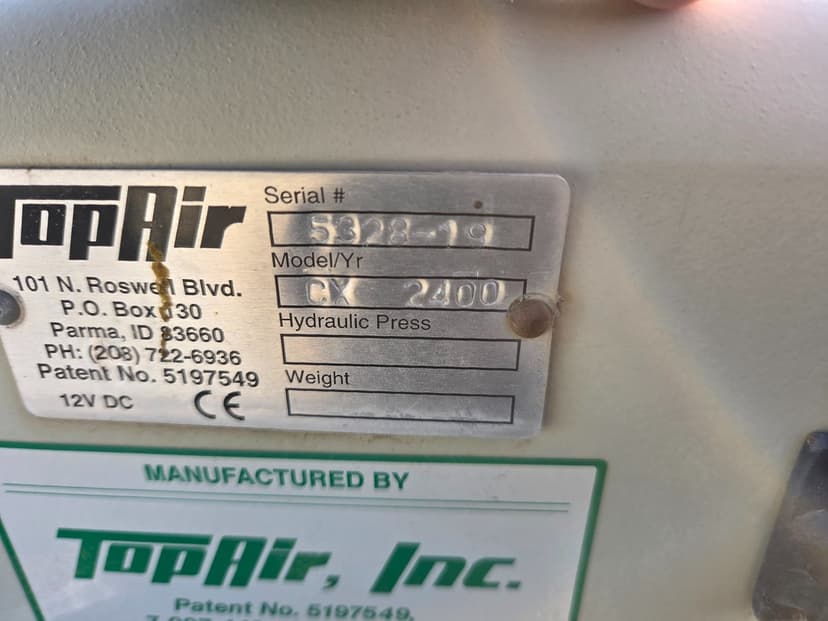 TopAir
101 N. Roswell Blvd.
P.O. Box 130
Parma, ID 83660
PH: (208) 722-6936
Patent No. 5197549
12V DC CE
Serial #
5328-19
Model/Yr
CX 2400
Hydraulic Press
Weight
MANUFACTURED BY
TopAir, Inc.
Patent No. 5197549,